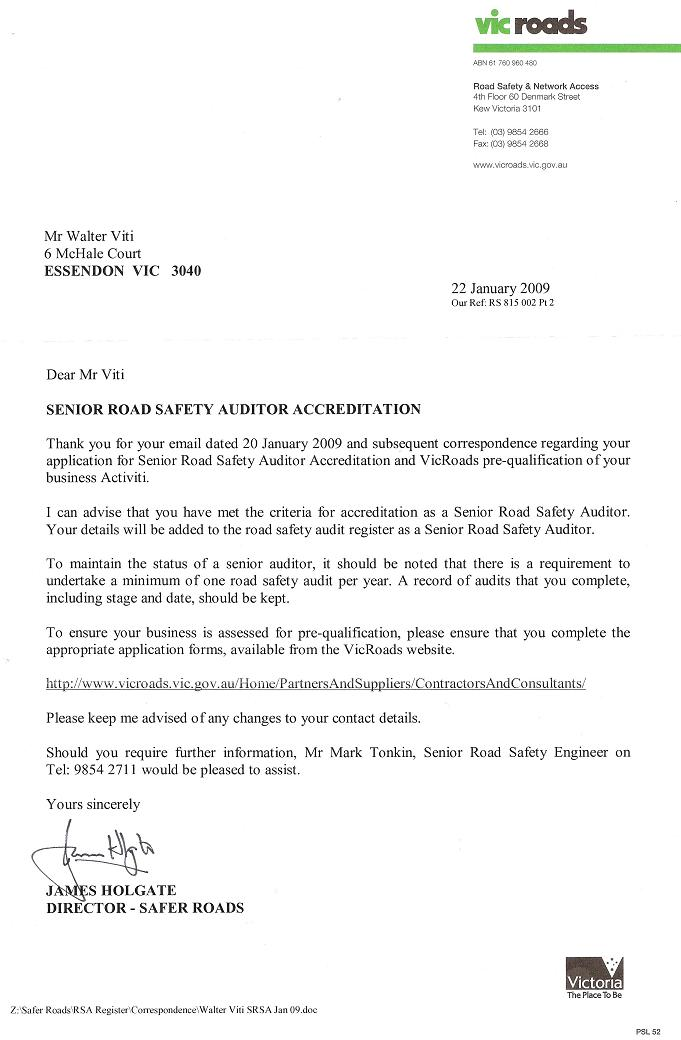 vicroads
ABN 61 760 960 480
Road Safety & Network Access
4th Floor 60 Denmark Street
Kew Victoria 3101
Tel: (03) 9854 2666
Fax: (03) 9854 2668
www.vicroads.vic.gov.au
Mr Walter Viti
6 McHale Court
ESSENDON VIC 3040
22 January 2009
Our Ref: RS 815 002 Pt 2
Dear Mr Viti
SENIOR ROAD SAFETY AUDITOR ACCREDITATION
Thank you for your email dated 20 January 2009 and subsequent correspondence regarding your
application for Senior Road Safety Auditor Accreditation and VicRoads pre-qualification of your
business Activiti.
I can advise that you have met the criteria for accreditation as a Senior Road Safety Auditor.
Your details will be added to the road safety audit register as a Senior Road Safety Auditor.
To maintain the status of a senior auditor, it should be noted that there is a requirement to
undertake a minimum of one road safety audit per year. A record of audits that you complete,
including stage and date, should be kept.
To ensure your business is assessed for pre-qualification, please ensure that you complete the
appropriate application forms, available from the VicRoads website.
http://www.vicroads.vic.gov.au/Home/PartnersAndSuppliers/ContractorsAndConsultants/
Please keep me advised of any changes to your contact details.
Should you require further information, Mr Mark Tonkin, Senior Road Safety Engineer on
Tel: 9854 2711 would be pleased to assist.
Yours sincerely
JAMES HOLGATE
DIRECTOR - SAFER ROADS
Victoria
The Place To Be
Z:\Safer Roads\RSA Register\Correspondence\Walter Viti SRSA Jan 09.doc
PSL 52